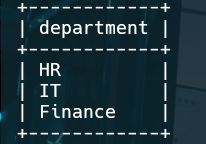 +------------+
| department |
+------------+
| HR         |
| IT         |
| Finance    |
+------------+